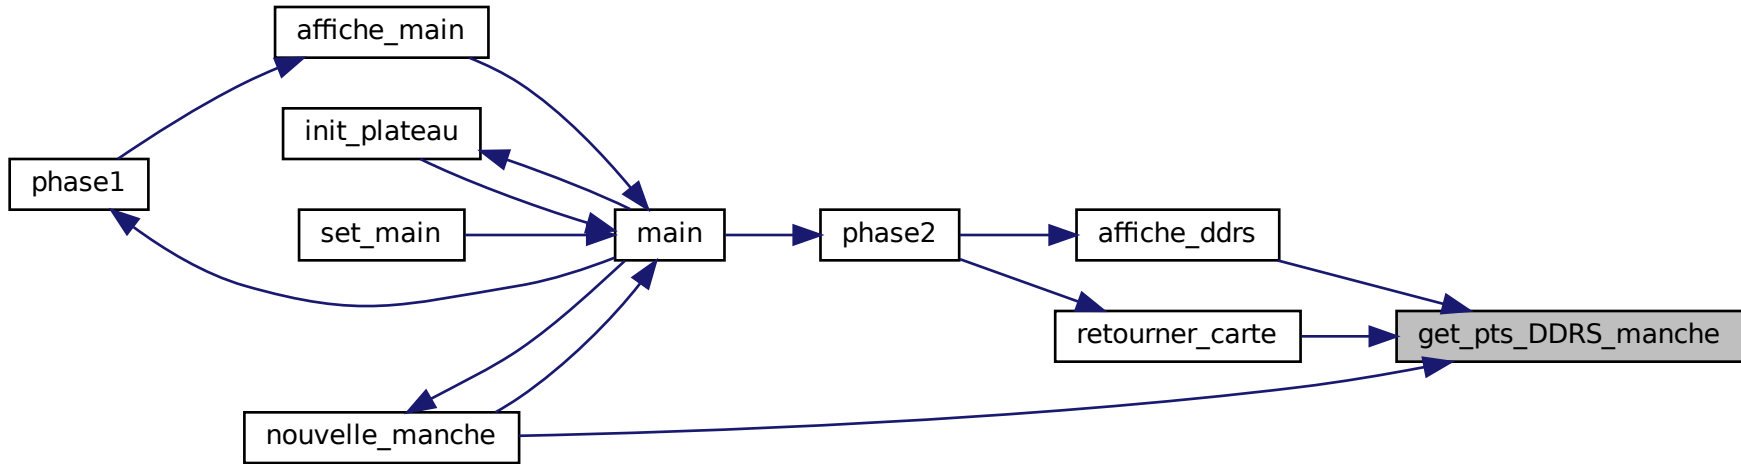 affiche_main
init_plateau
phase1
set_main
main
phase2
affiche_ddrs
retourner_carte
get_pts_DDRS_manche
nouvelle_manche